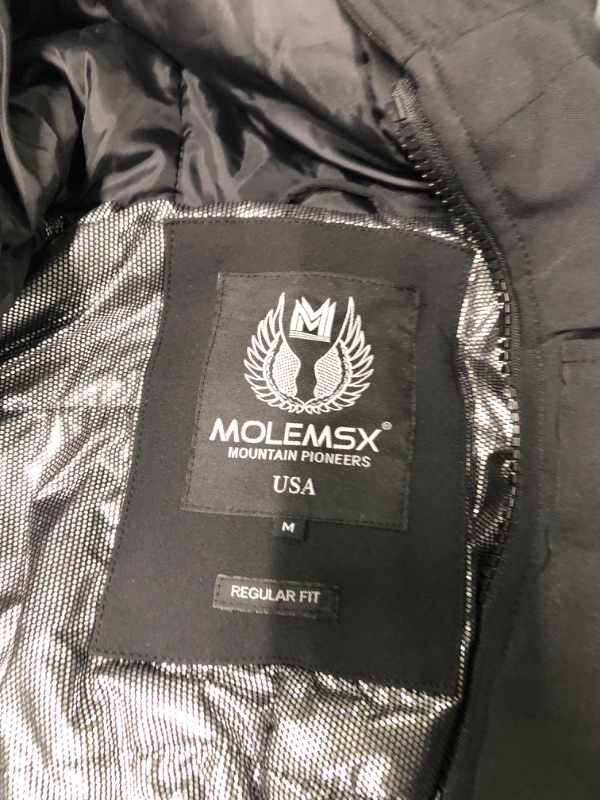 M
MOLEMSX®
MOUNTAIN PIONEERS
USA
M
REGULAR FIT